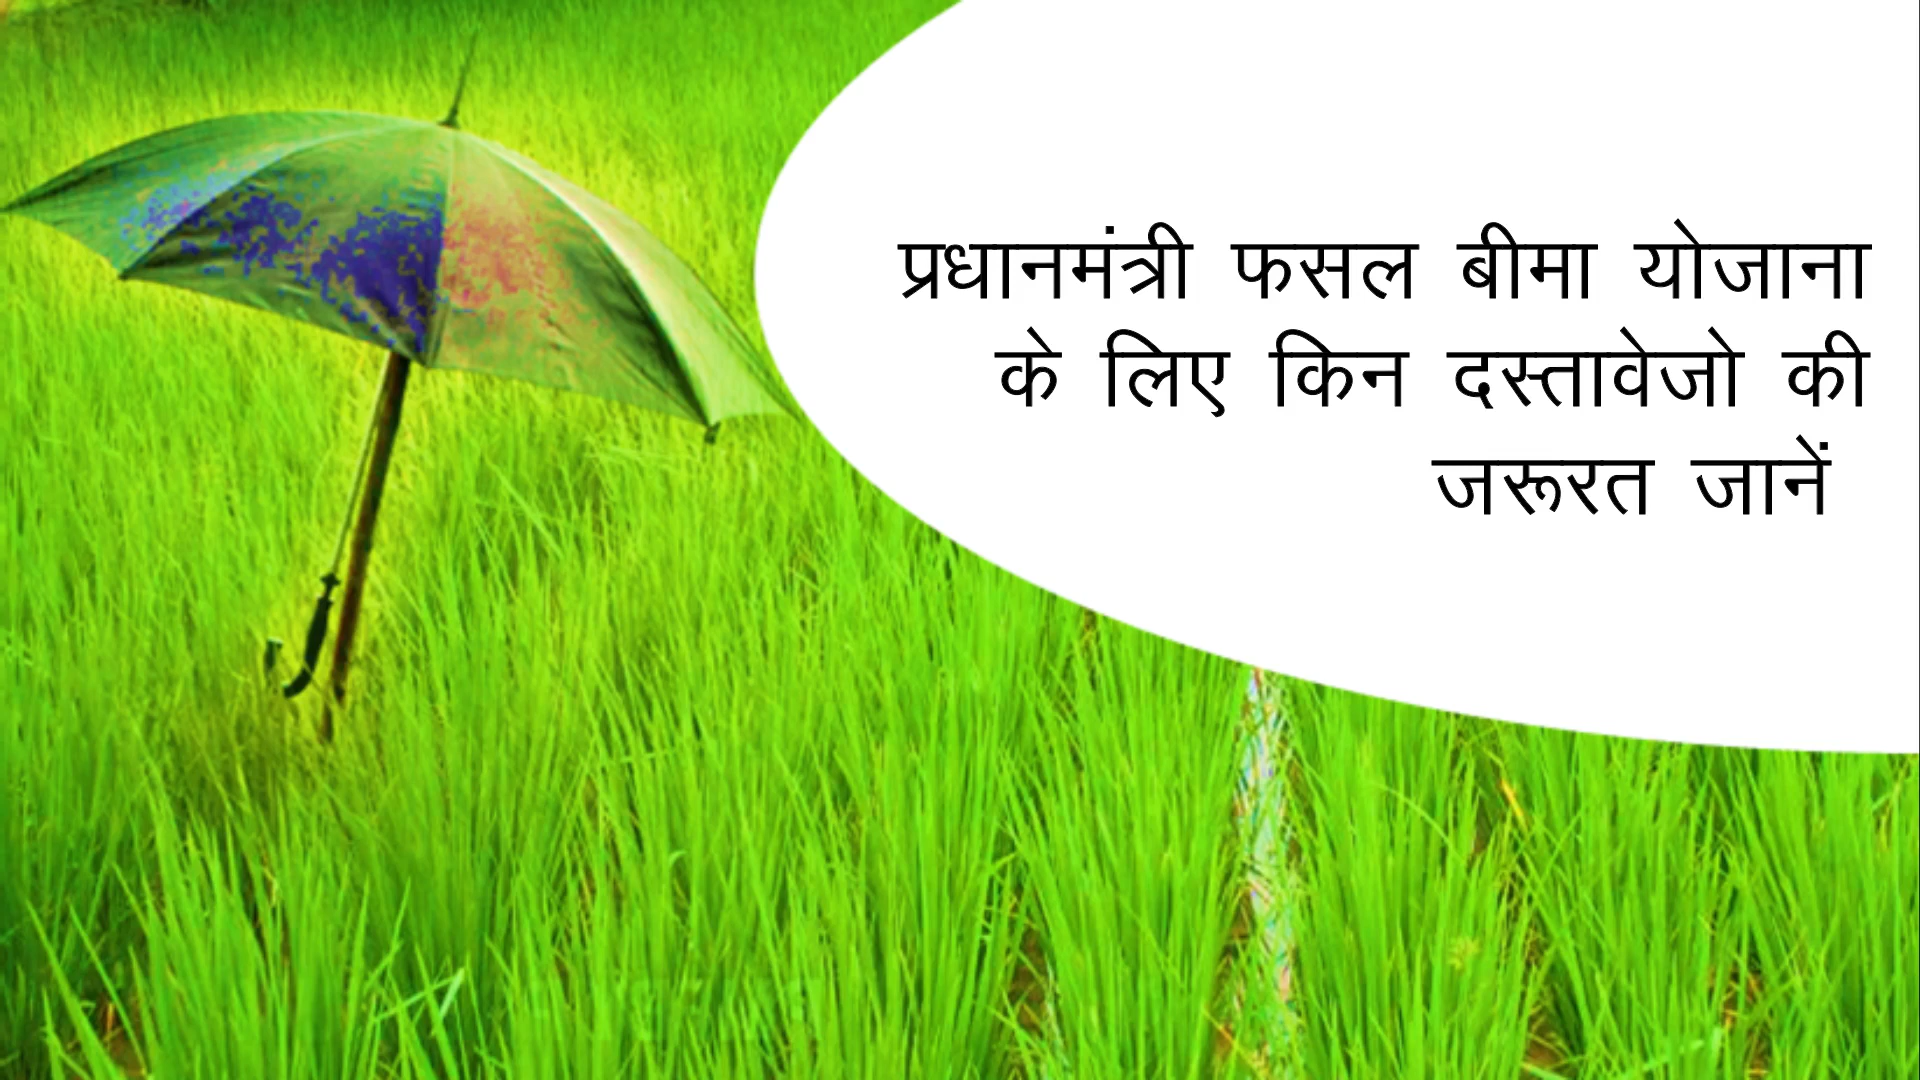 प्रधानमंत्री फसल बीमा योजाना
के लिए किन दस्तावेजो की
जरूरत जानें